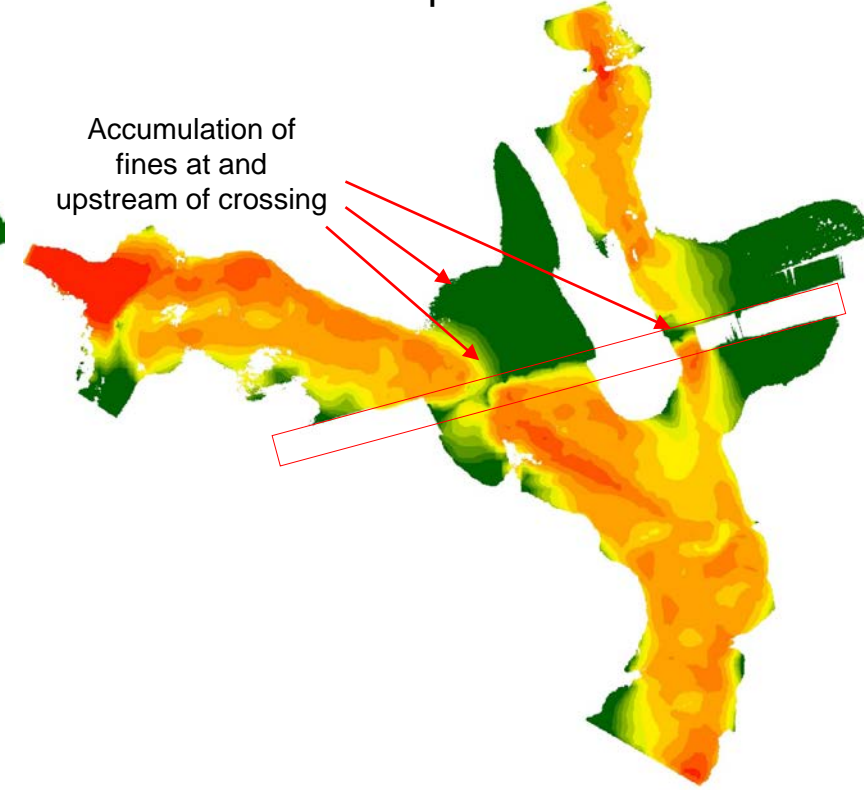 Accumulation of
fines at and
upstream of crossing